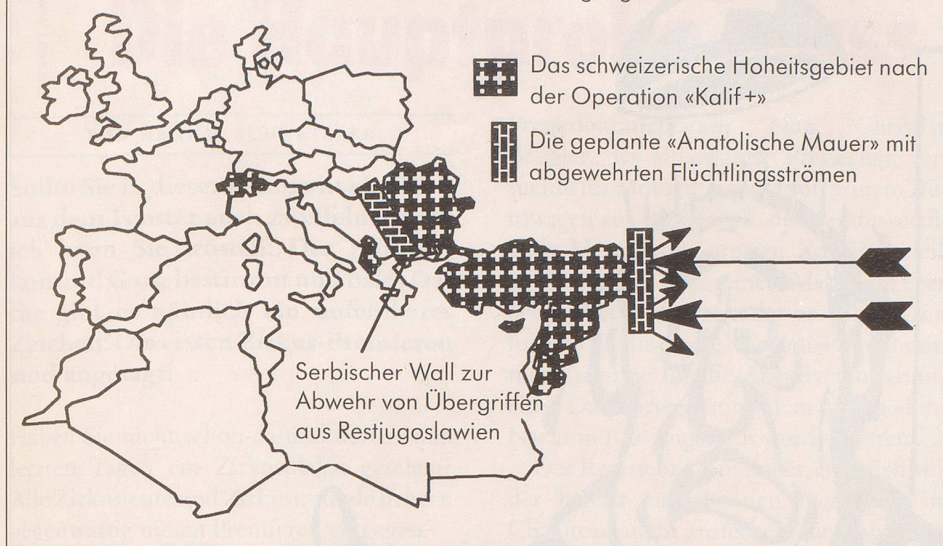 Das schweizerische Hoheitsgebiet nach
der Operation «Kalif+»
Die geplante «Anatolische Mauer» mit
abgewehrten Flüchtlingsströmen
Serbischer Wall zur
Abwehr von Übergriffen
aus Restjugoslawien